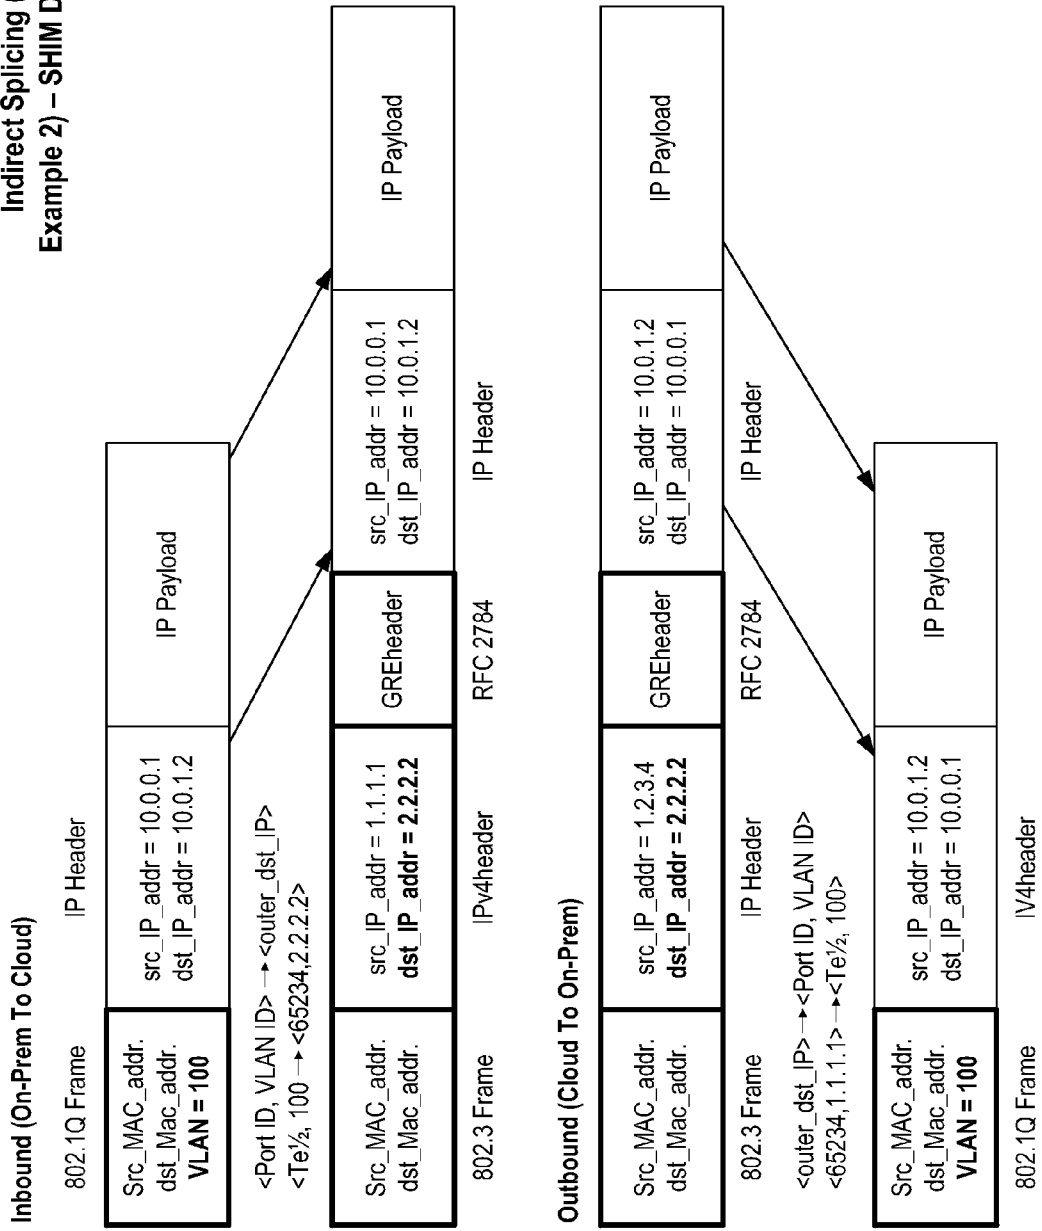 Indirect Splicing (
Example 2) – SHIM D
Inbound (On-Prem To Cloud)
802.1Q Frame
IP Header
Src_MAC_addr.
dst_Mac_addr.
VLAN = 100
src_IP_addr = 10.0.0.1
dst_IP_addr = 10.0.1.2
IP Payload
<Port ID, VLAN ID> → <outer_dst_IP>
<Te½, 100 → <65234,2.2.2.2>
Src_MAC_addr.
dst_Mac_addr.
src_IP_addr = 1.1.1.1
dst_IP_addr = 2.2.2.2
GREheader
src_IP_addr = 10.0.0.1
dst_IP_addr = 10.0.1.2
IP Payload
802.3 Frame
IPv4header
RFC 2784
IP Header
Outbound (Cloud To On-Prem)
Src_MAC_addr.
dst_Mac_addr.
src_IP_addr = 1.2.3.4
dst_IP_addr = 2.2.2.2
GREheader
src_IP_addr = 10.0.1.2
dst_IP_addr = 10.0.0.1
IP Payload
802.3 Frame
IP Header
RFC 2784
IP Header
<outer_dst_IP> →<Port ID, VLAN ID>
<65234,1.1.1.1> →<Te½, 100>
Src_MAC_addr.
dst_Mac_addr.
VLAN = 100
src_IP_addr = 10.0.1.2
dst_IP_addr = 10.0.0.1
IP Payload
802.1Q Frame
IV4header